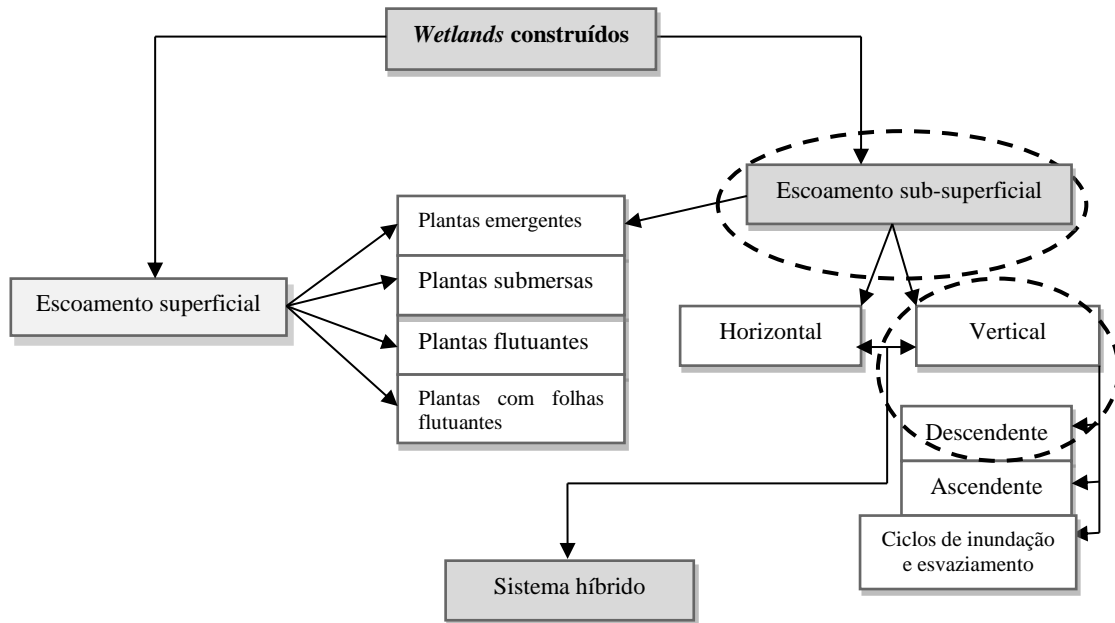 Wetlands construídos
Escoamento sub-superficial
Plantas emergentes
Plantas submersas
Escoamento superficial
Plantas flutuantes
Horizontal
Vertical
Plantas com folhas
flutuantes
Descendente
Ascendente
Ciclos de inundação
e esvaziamento
Sistema híbrido